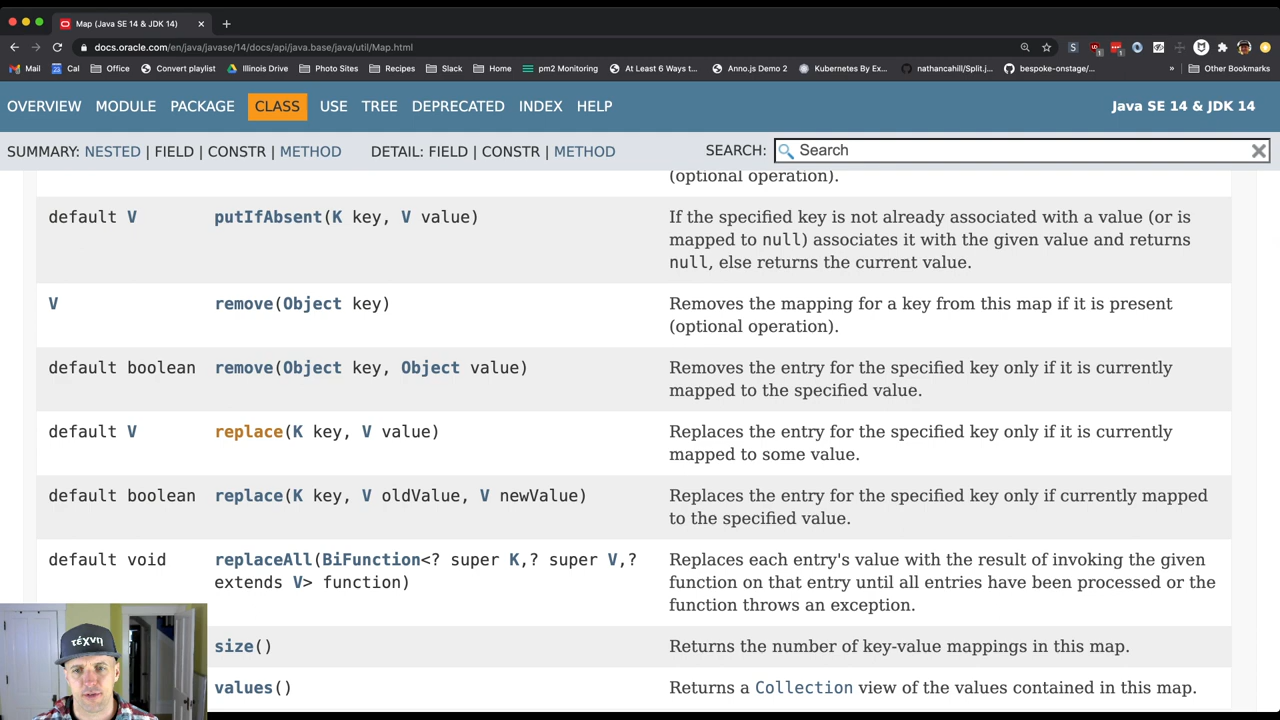 Map (Java SE 14 & JDK 14)
docs.oracle.com/en/java/javase/14/docs/api/java.base/java/util/Map.html
Mail Cal Office Convert playlist Illinois Drive Photo Sites Recipes Slack Home pm2 Monitoring At Least 6 Ways t... Anno.js Demo 2 Kubernetes By Ex... nathancahill/Split.j... bespoke-onstage/... » Other Bookmarks
OVERVIEW MODULE PACKAGE CLASS USE TREE DEPRECATED INDEX HELP Java SE 14 & JDK 14
SUMMARY: NESTED | FIELD | CONSTR | METHOD DETAIL: FIELD | CONSTR | METHOD SEARCH: Search
(optional operation).
default V putIfAbsent(K key, V value) If the specified key is not already associated with a value (or is
mapped to null) associates it with the given value and returns
null, else returns the current value.
V remove(Object key) Removes the mapping for a key from this map if it is present
(optional operation).
default boolean remove(Object key, Object value) Removes the entry for the specified key only if it is currently
mapped to the specified value.
default V replace(K key, V value) Replaces the entry for the specified key only if it is currently
mapped to some value.
default boolean replace(K key, V oldValue, V newValue) Replaces the entry for the specified key only if currently mapped
to the specified value.
default void replaceAll(BiFunction<? super K,? super V,? Replaces each entry's value with the result of invoking the given
extends V> function) function on that entry until all entries have been processed or the
function throws an exception.
size() Returns the number of key-value mappings in this map.
values() Returns a Collection view of the values contained in this map.
τέχνη